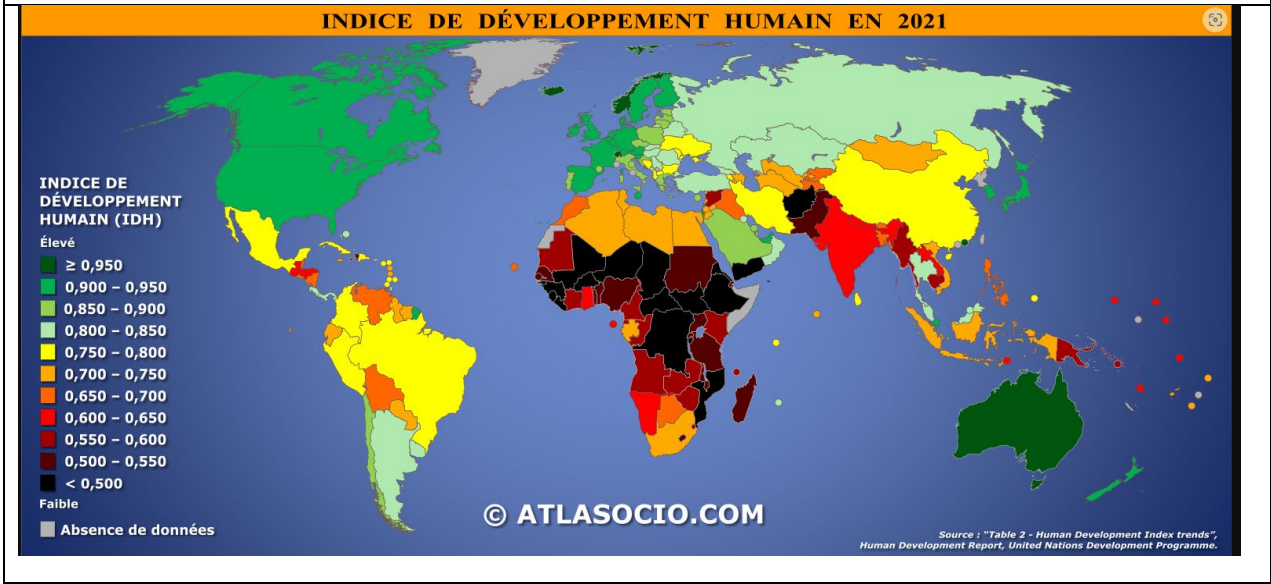 INDICE DE DÉVELOPPEMENT HUMAIN EN 2021
INDICE DE
DÉVELOPPEMENT
HUMAIN (IDH)
Élevé
≥ 0,950
0,900 – 0,950
0,850 – 0,900
0,800 – 0,850
0,750 – 0,800
0,700 – 0,750
0,650 – 0,700
0,600 – 0,650
0,550 – 0,600
0,500 – 0,550
< 0,500
Faible
Absence de données
© ATLASOCIO.COM
Source : "Table 2 - Human Development Index trends",
Human Development Report, United Nations Development Programme.